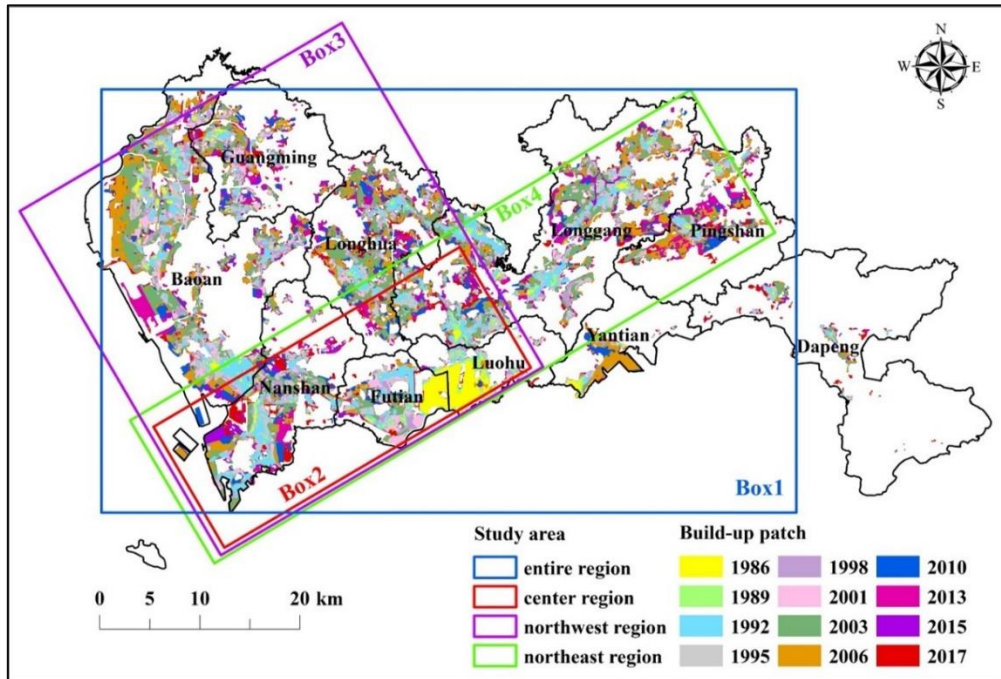 Box3
N
W E
S
Guangming
Box4
Longhua
Longgang
Pingshan
Baoan
Yantian
Dapeng
Luohu
Nanshan
Futian
Box2
Box1
Study area
entire region
center region
northwest region
northeast region
Build-up patch
1986 1998 2010
1989 2001 2013
1992 2003 2015
1995 2006 2017
0 5 10 20 km